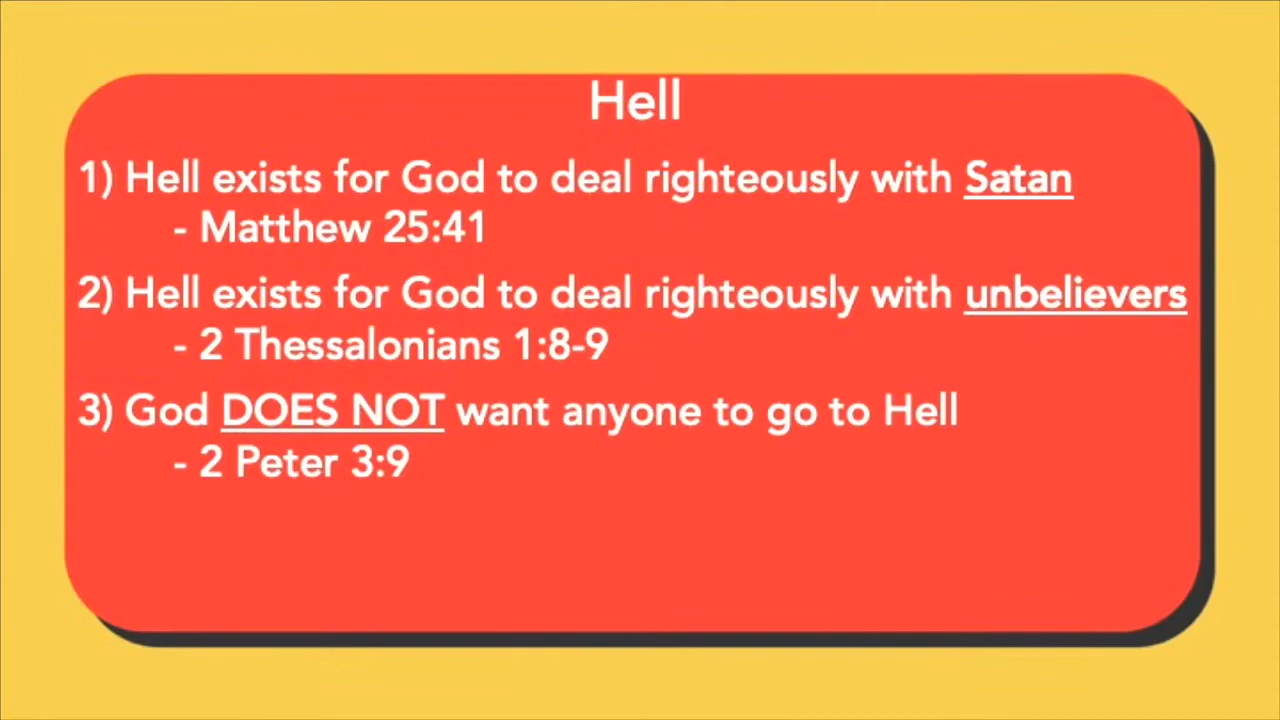 Hell
1) Hell exists for God to deal righteously with Satan
- Matthew 25:41
2) Hell exists for God to deal righteously with unbelievers
- 2 Thessalonians 1:8-9
3) God DOES NOT want anyone to go to Hell
- 2 Peter 3:9